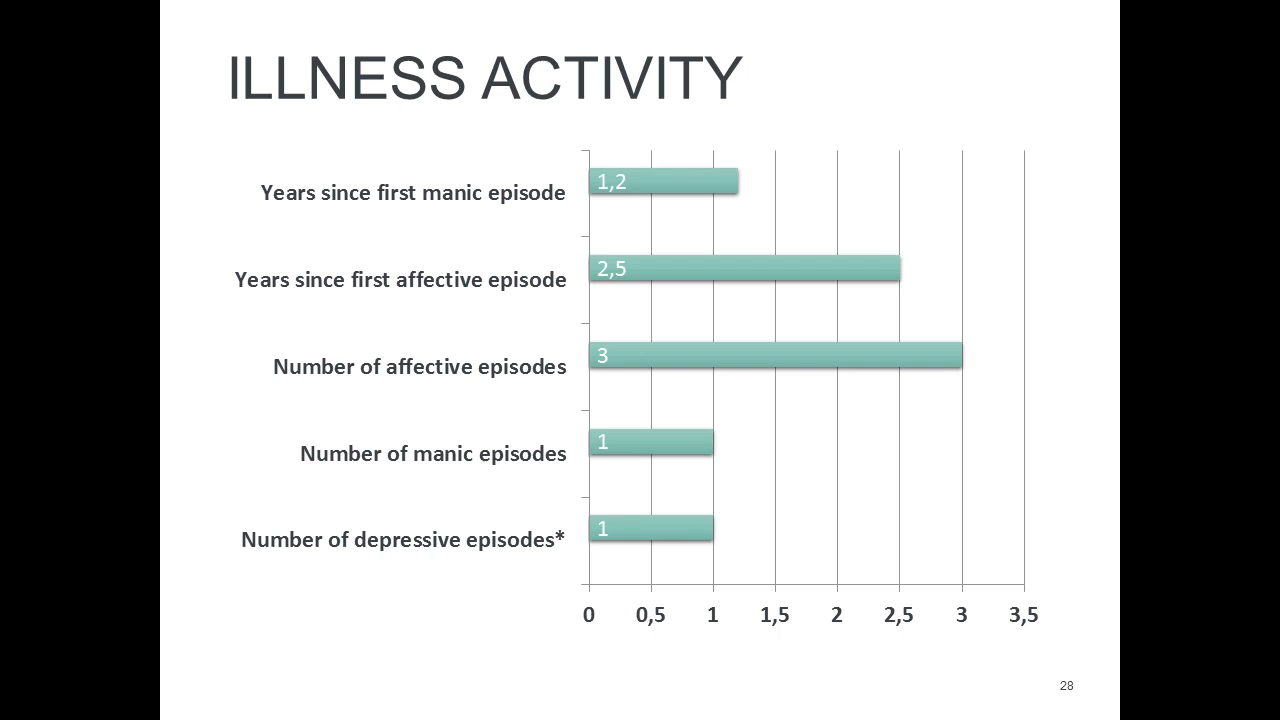 ILLNESS ACTIVITY
Years since first manic episode
1,2
Years since first affective episode
2,5
Number of affective episodes
3
Number of manic episodes
1
Number of depressive episodes*
1
0 0,5 1 1,5 2 2,5 3 3,5
28